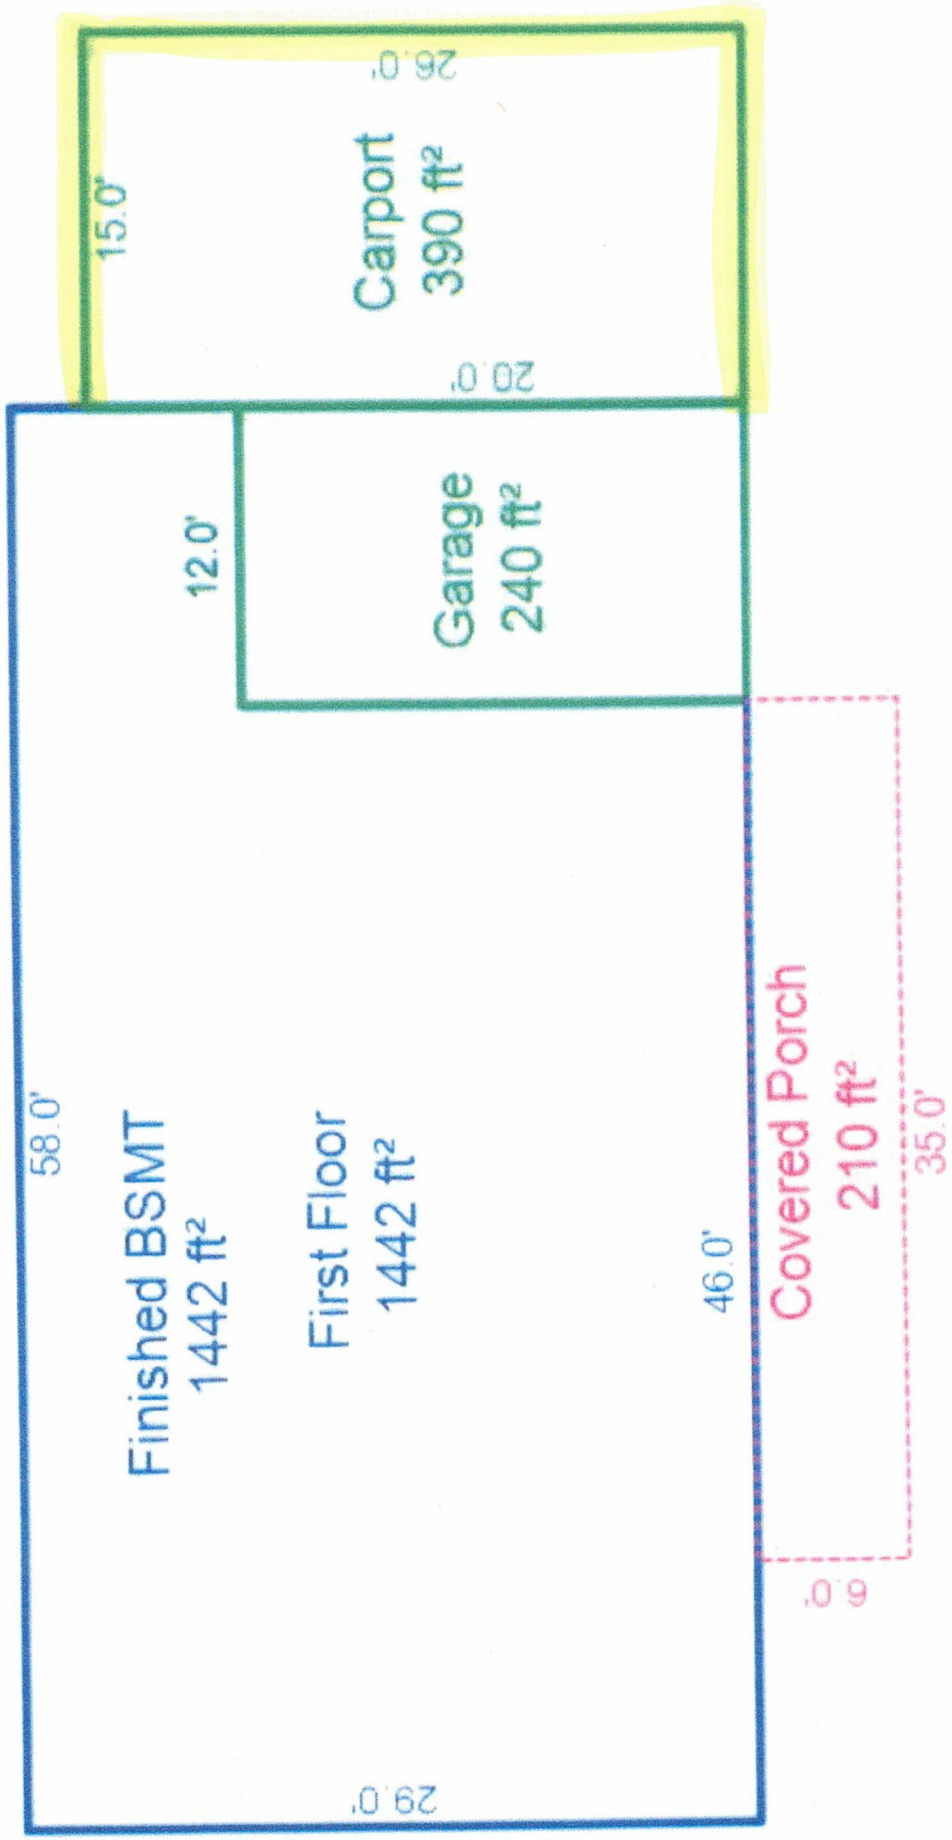 58.0'
Finished BSMT
1442 ft²
First Floor
1442 ft²
29.0'
46.0'
12.0'
Garage
240 ft²
20.0'
15.0'
Carport
390 ft²
26.0'
Covered Porch
210 ft²
6.0'
35.0'